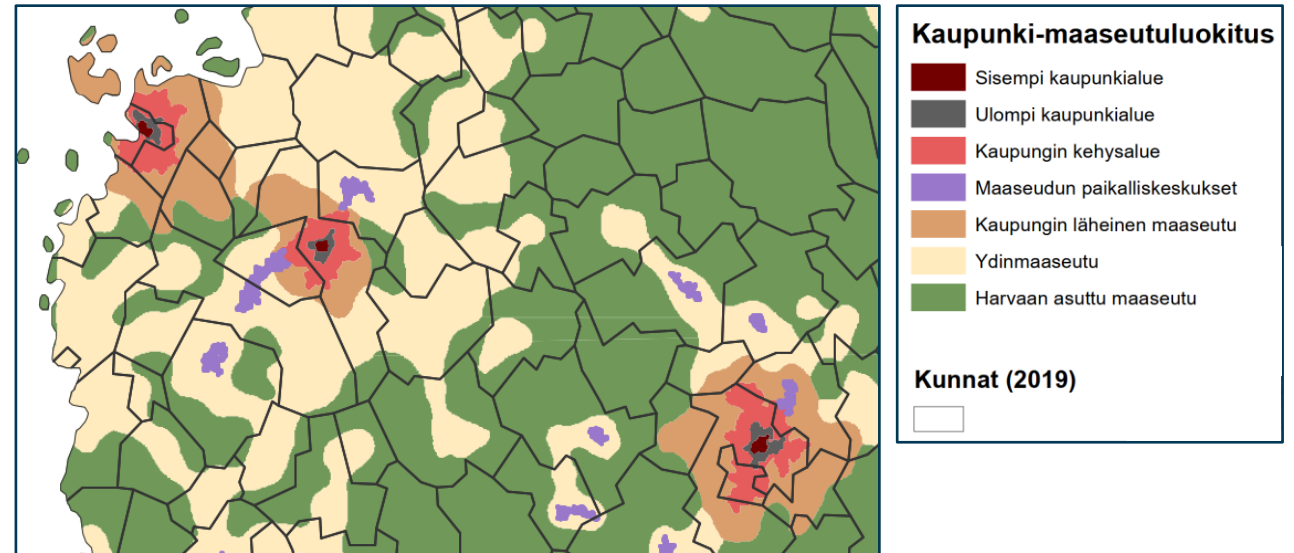 Kaupunki-maaseutuluokitus
Sisempi kaupunkialue
Ulompi kaupunkialue
Kaupungin kehysalue
Maaseudun paikalliskeskukset
Kaupungin läheinen maaseutu
Ydinmaaseutu
Harvaan asuttu maaseutu
Kunnat (2019)